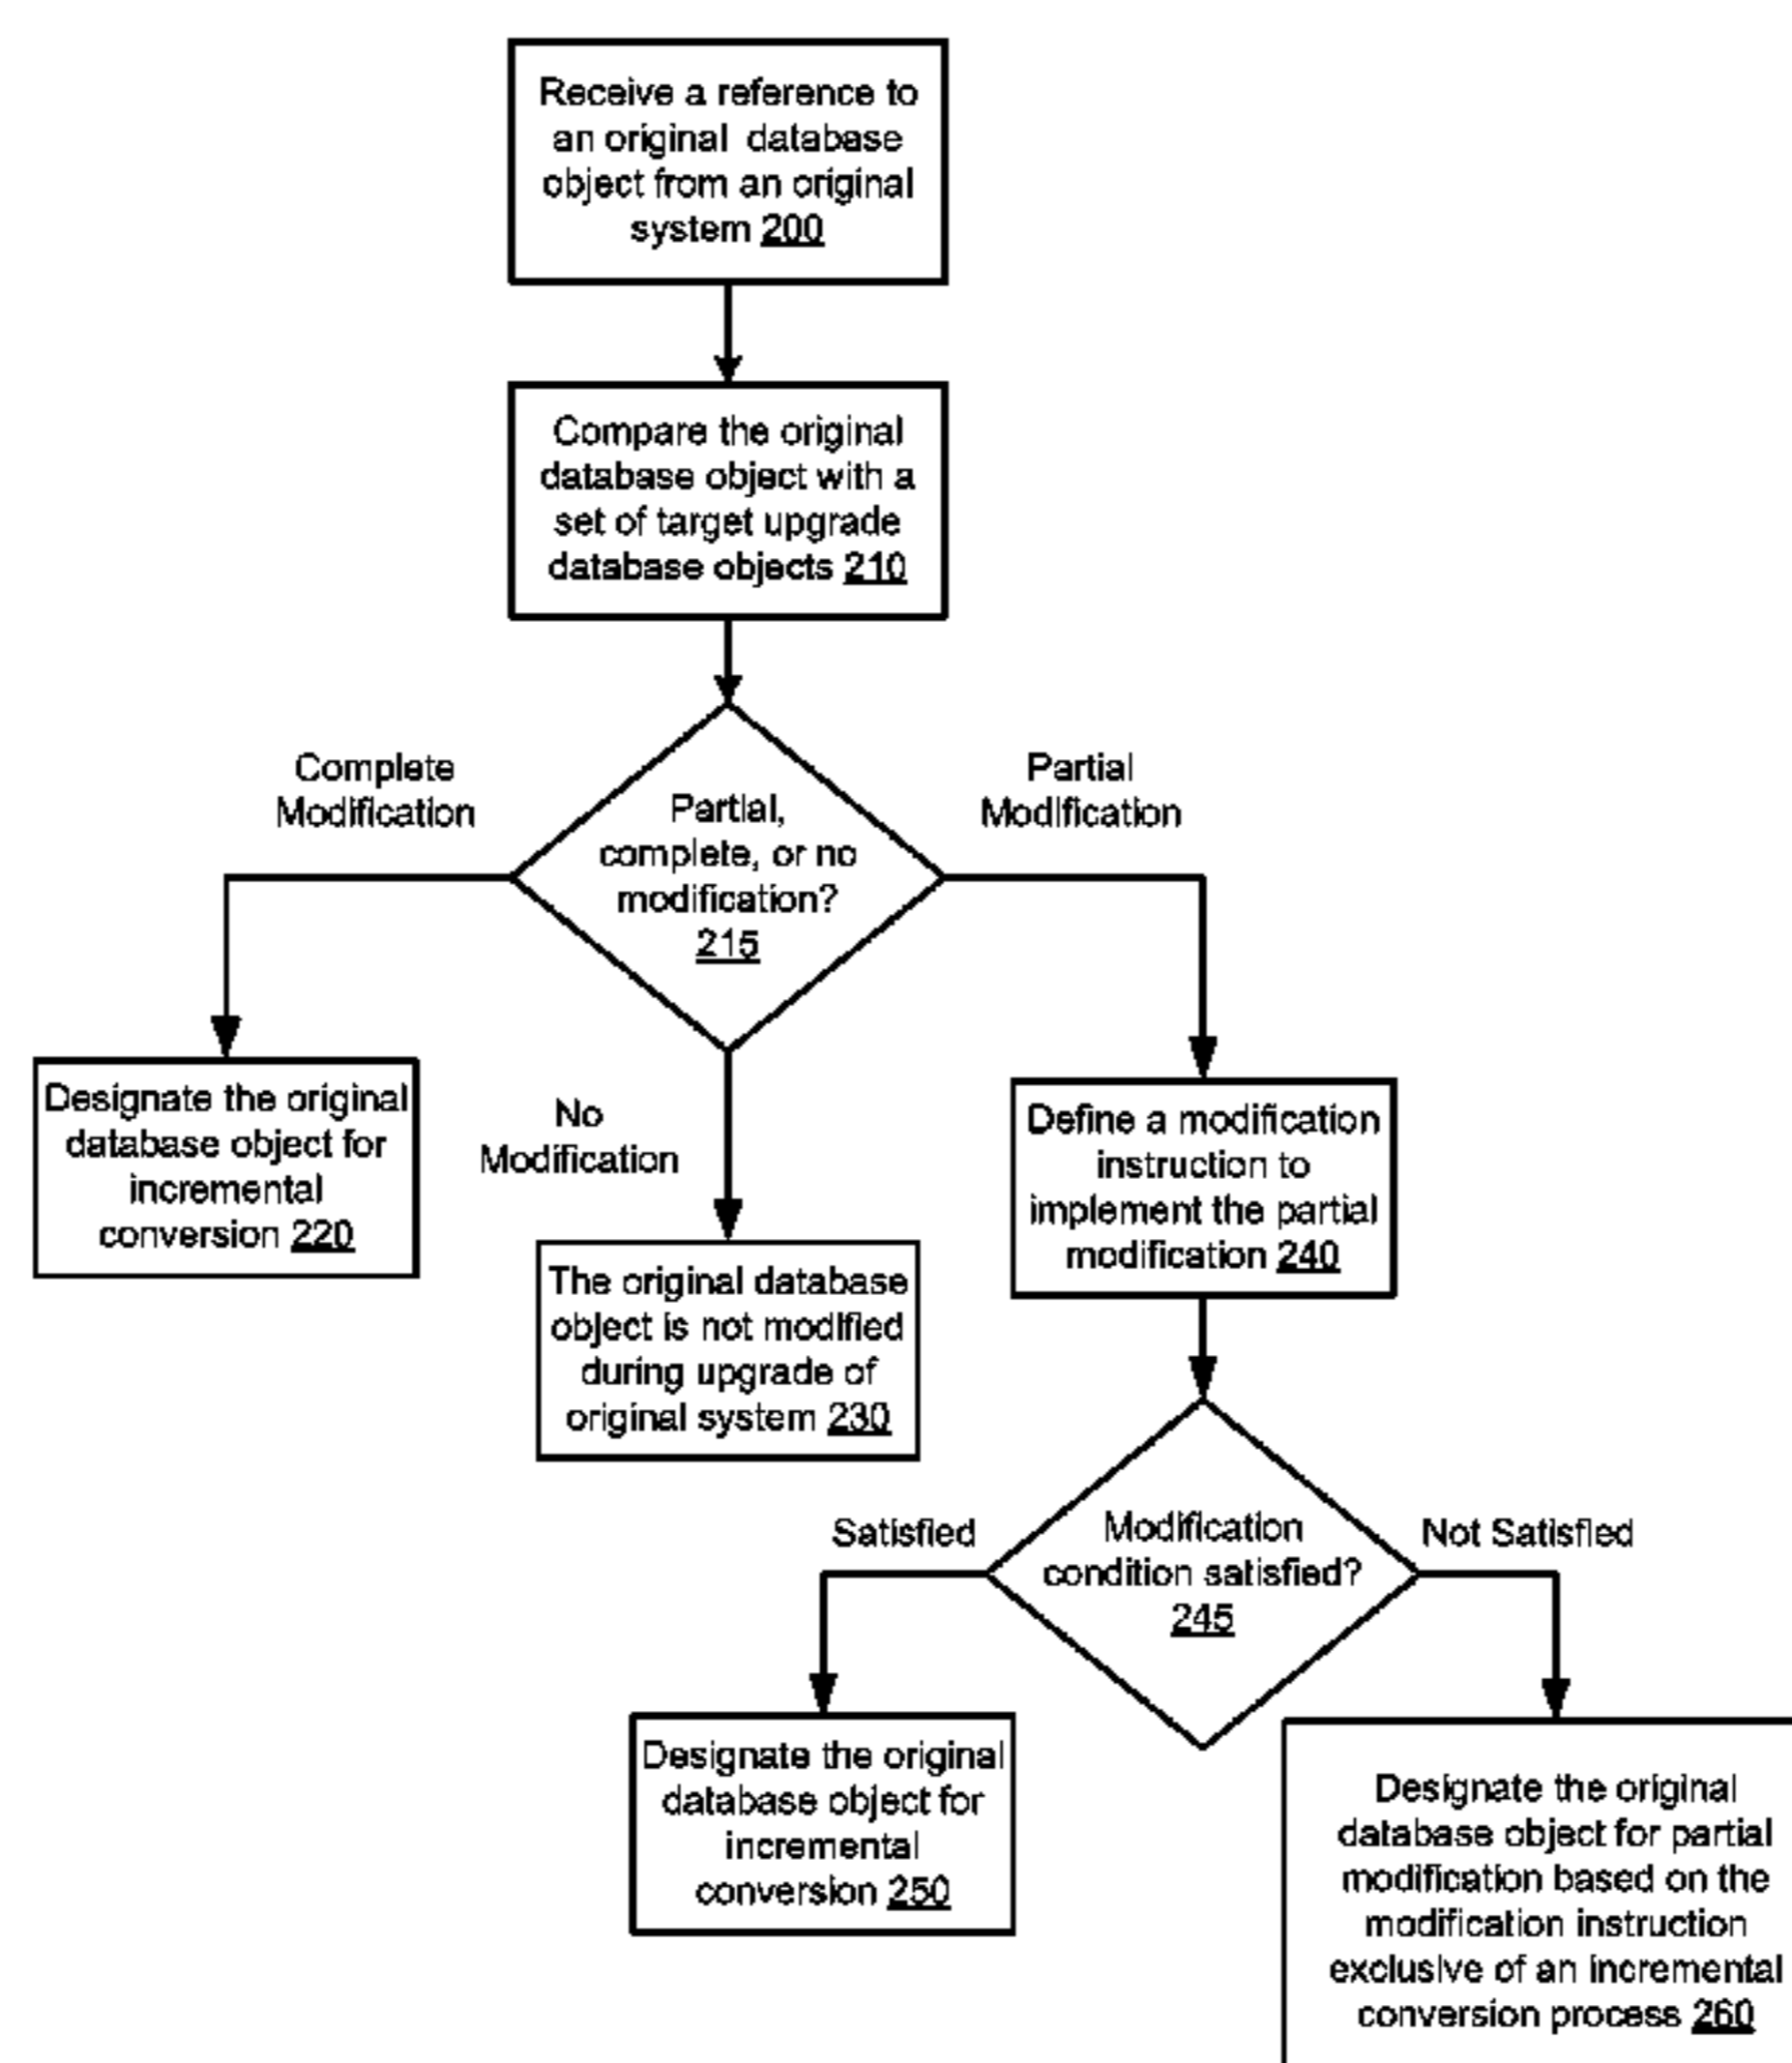 Receive a reference to
an original database
object from an original
system 200
Compare the original
database object with a
set of target upgrade
database objects 210
Complete
Modification
Partial
Modification
Partial,
complete, or no
modification?
215
Designate the original
database object for
incremental
conversion 220
No
Modification
Define a modification
instruction to
implement the partial
modification 240
The original database
object is not modified
during upgrade of
original system 230
Satisfied
Modification
condition satisfied?
245
Not Satisfied
Designate the original
database object for
incremental
conversion 250
Designate the original
database object for partial
modification based on the
modification instruction
exclusive of an incremental
conversion process 260